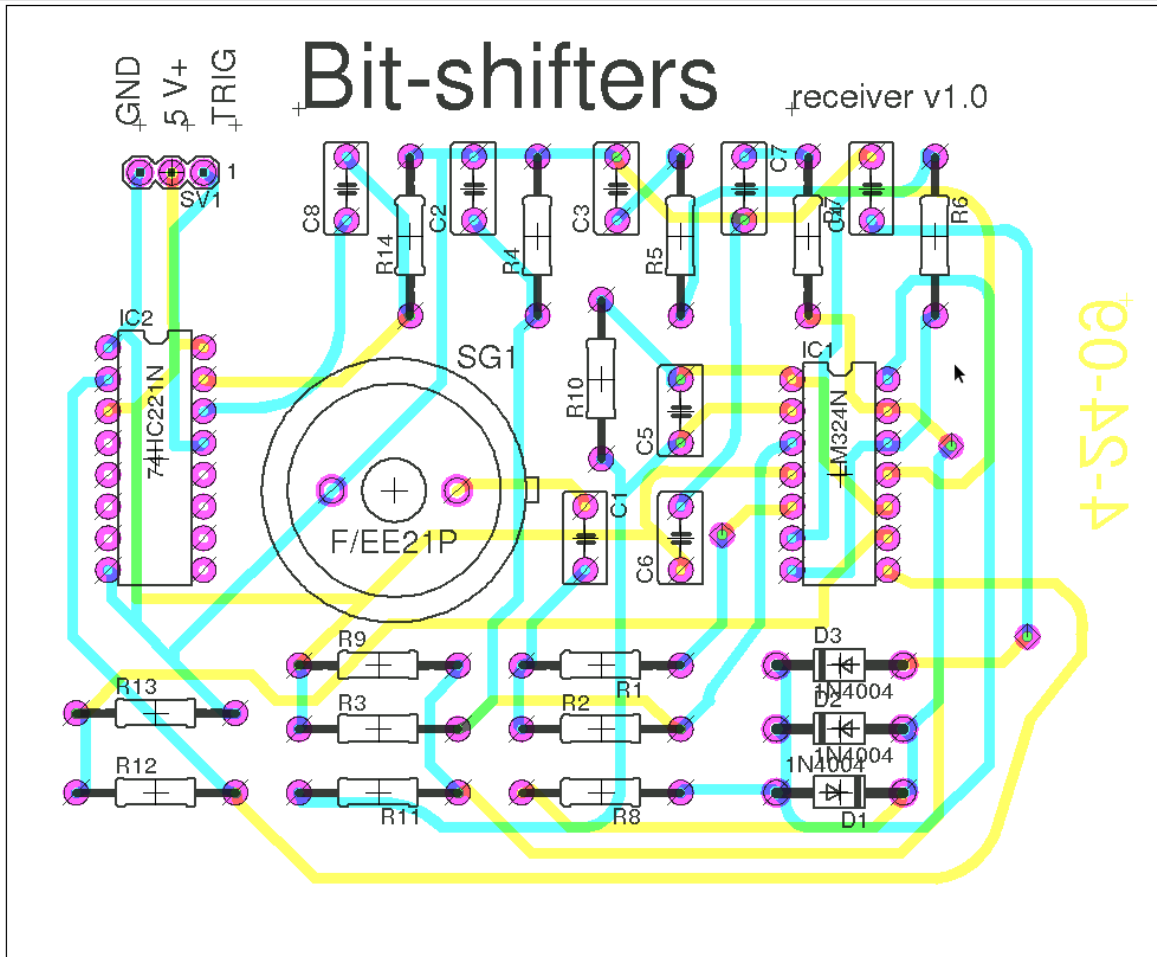 GND
5 V+
TRIG
Bit-shifters
receiver v1.0
1
SV1
C8
R14
C2
R4
C3
R5
C7
R7
C4
R6
IC2
74HC221N
SG1
F/EE21P
R10
C5
C1
C6
IC1
LM324N
4-24-09
R9
R1
D3
1N4004
R13
R3
R2
D2
1N4004
1N4004
R12
R11
R8
D1